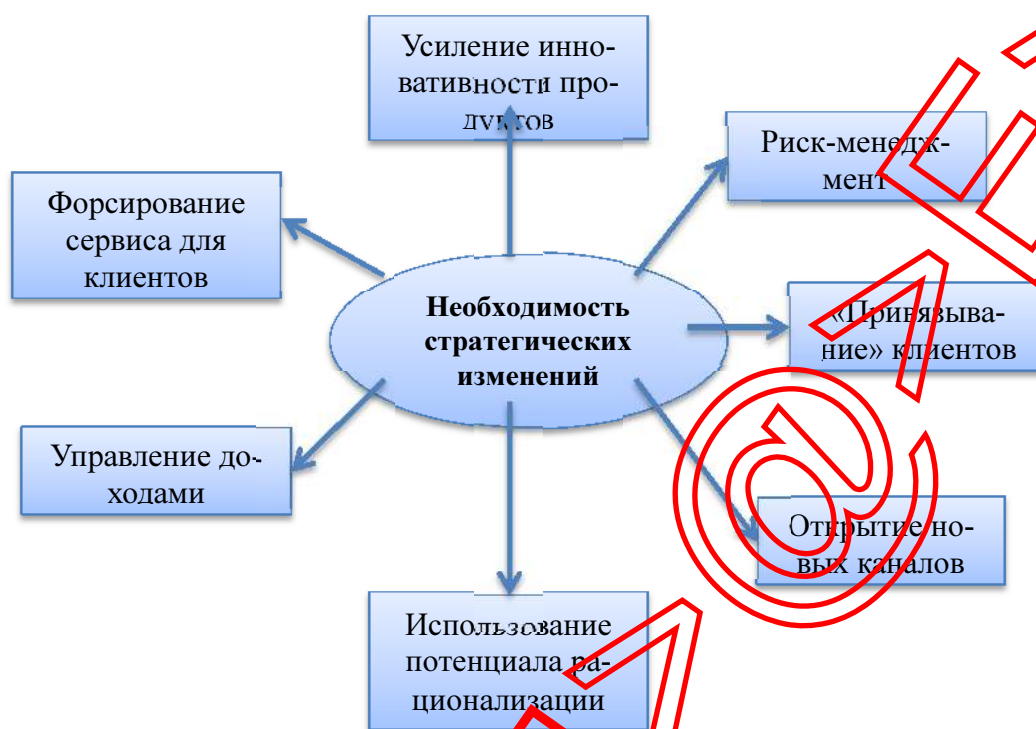 Усиление инно-
вативности про-
дуктов
Риск-менедж-
мент
Форсирование
сервиса для
клиентов
Необходимость
стратегических
изменений
«Привязыва-
ние» клиентов
Управление до-
ходами
Открытие но-
вых каналов
Использование
потенциала ра-
ционализации